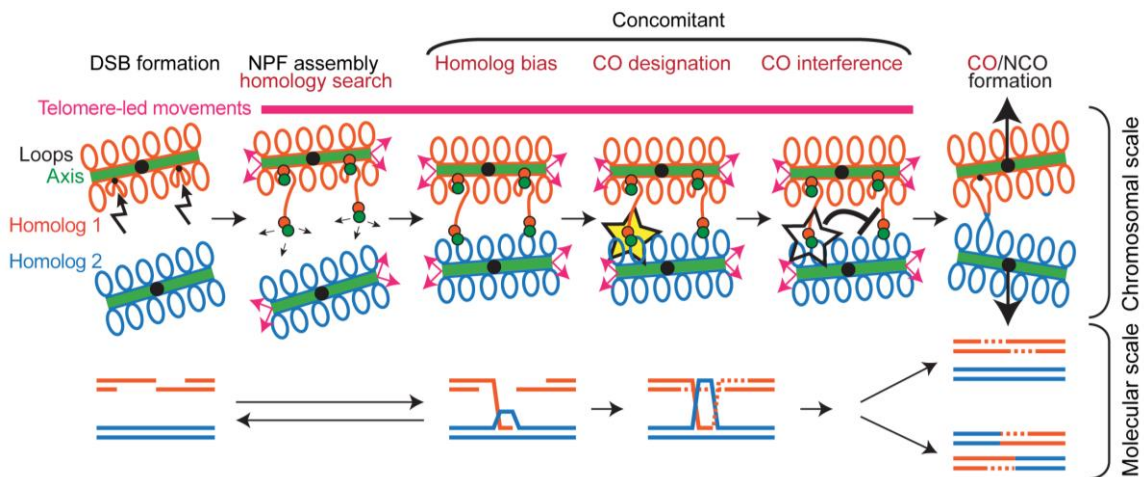 Concomitant
DSB formation
NPF assembly
homology search
Homolog bias
CO designation
CO interference
CO/NCO
formation
Telomere-led movements
Loops
Axis
Homolog 1
Homolog 2
Chromosomal scale
Molecular scale